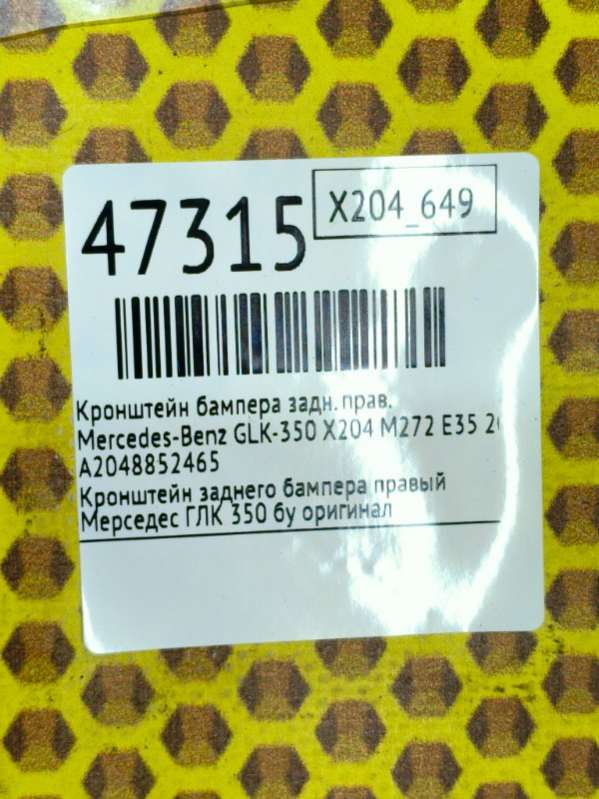 47315
X204_649
Кронштейн бампера задн. прав.
Mercedes-Benz GLK-350 X204 M272 E35
A2048852465
Кронштейн заднего бампера правый
Мерседес ГЛК 350 бу оригинал